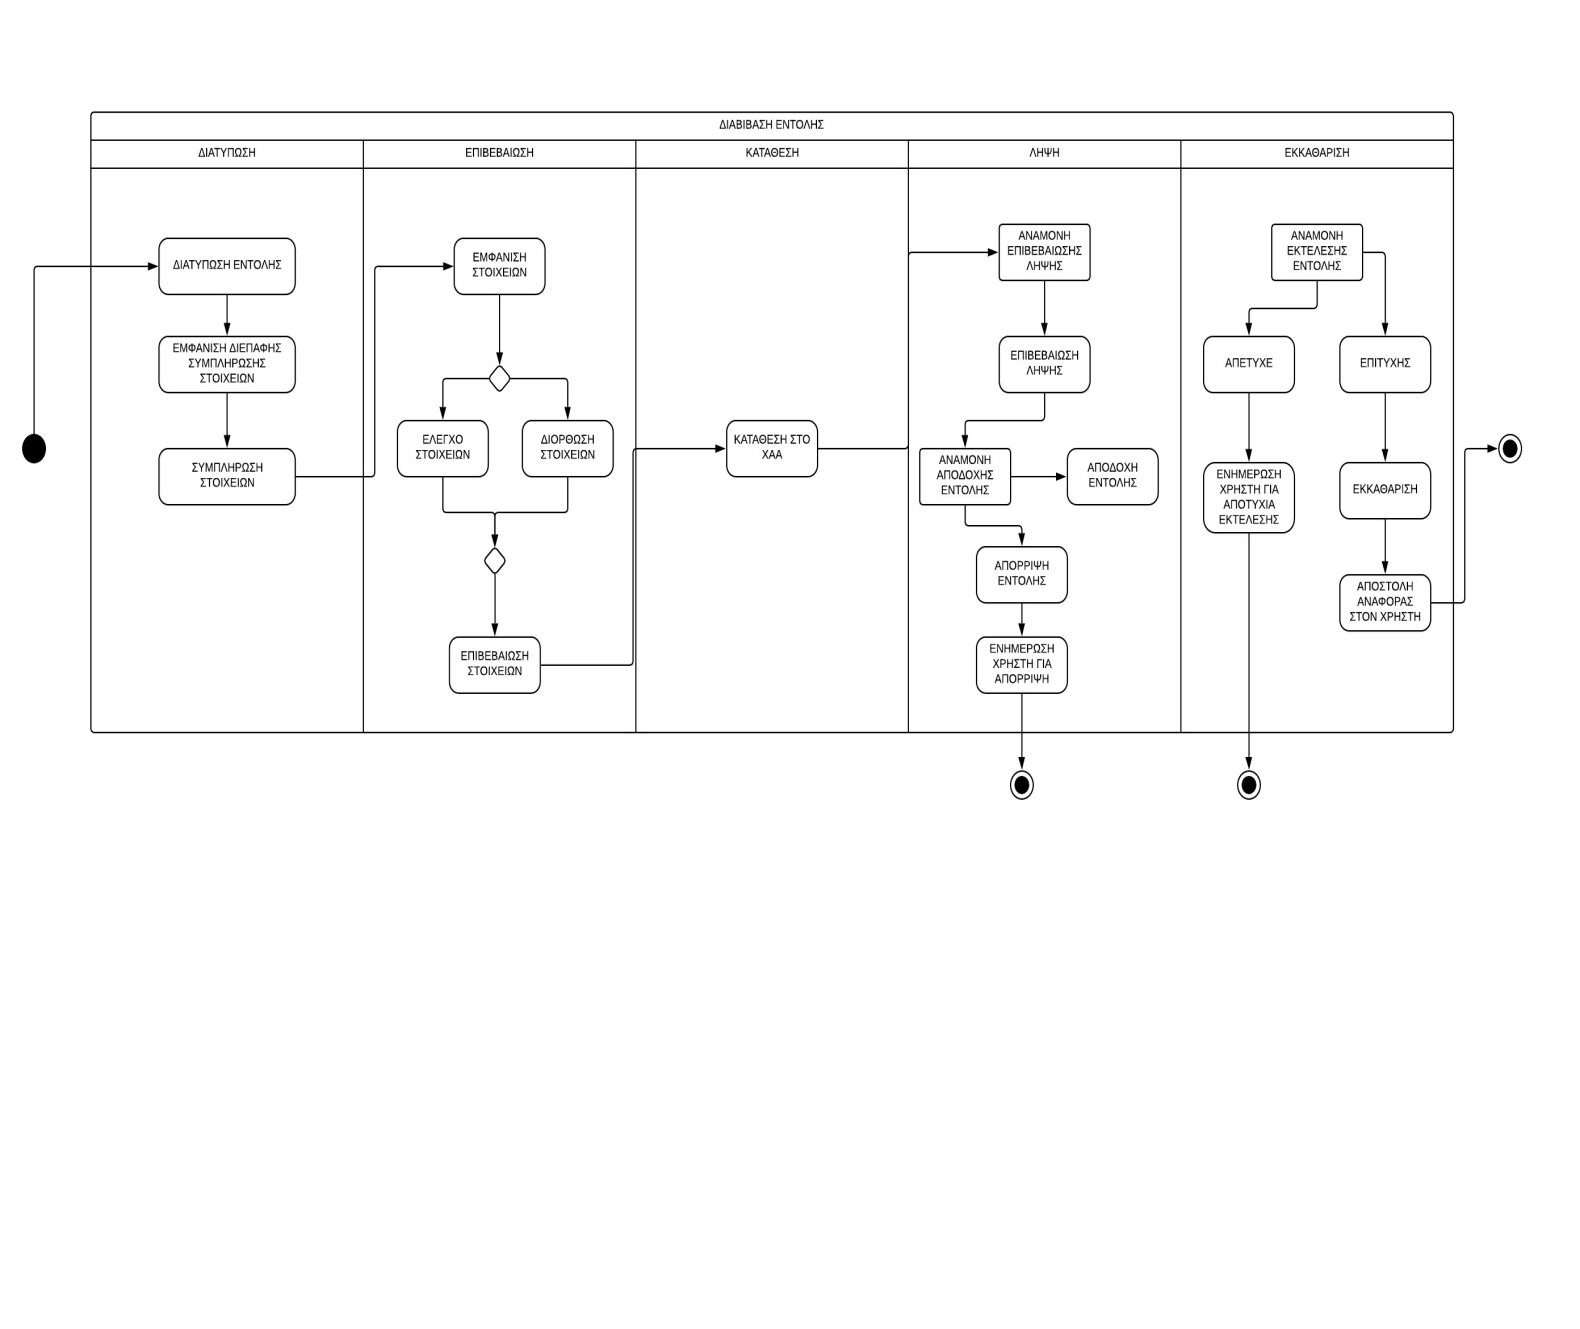 ΔΙΑΒΙΒΑΣΗ ΕΝΤΟΛΗΣ
ΔΙΑΤΥΠΩΣΗ
ΕΠΙΒΕΒΑΙΩΣΗ
ΚΑΤΑΘΕΣΗ
ΛΗΨΗ
ΕΚΚΑΘΑΡΙΣΗ
ΔΙΑΤΥΠΩΣΗ ΕΝΤΟΛΗΣ
ΕΜΦΑΝΙΣΗ ΔΙΕΠΑΦΗΣ
ΣΥΜΠΛΗΡΩΣΗΣ
ΣΤΟΙΧΕΙΩΝ
ΣΥΜΠΛΗΡΩΣΗ
ΣΤΟΙΧΕΙΩΝ
ΕΜΦΑΝΙΣΗ
ΣΤΟΙΧΕΙΩΝ
ΕΛΕΓΧΟ
ΣΤΟΙΧΕΙΩΝ
ΔΙΟΡΘΩΣΗ
ΣΤΟΙΧΕΙΩΝ
ΕΠΙΒΕΒΑΙΩΣΗ
ΣΤΟΙΧΕΙΩΝ
ΚΑΤΑΘΕΣΗ ΣΤΟ
ΧΑΑ
ΑΝΑΜΟΝΗ
ΕΠΙΒΕΒΑΙΩΣΗΣ
ΛΗΨΗΣ
ΕΠΙΒΕΒΑΙΩΣΗ
ΛΗΨΗΣ
ΑΝΑΜΟΝΗ
ΑΠΟΔΟΧΗΣ
ΕΝΤΟΛΗΣ
ΑΠΟΔΟΧΗ
ΕΝΤΟΛΗΣ
ΑΠΟΡΡΙΨΗ
ΕΝΤΟΛΗΣ
ΕΝΗΜΕΡΩΣΗ
ΧΡΗΣΤΗ ΓΙΑ
ΑΠΟΡΡΙΨΗ
ΑΝΑΜΟΝΗ
ΕΚΤΕΛΕΣΗΣ
ΕΝΤΟΛΗΣ
ΑΠΕΤΥΧΕ
ΕΠΙΤΥΧΗΣ
ΕΝΗΜΕΡΩΣΗ
ΧΡΗΣΤΗ ΓΙΑ
ΑΠΟΤΥΧΙΑ
ΕΚΤΕΛΕΣΗΣ
ΕΚΚΑΘΑΡΙΣΗ
ΑΠΟΣΤΟΛΗ
ΑΝΑΦΟΡΑΣ
ΣΤΟΝ ΧΡΗΣΤΗ